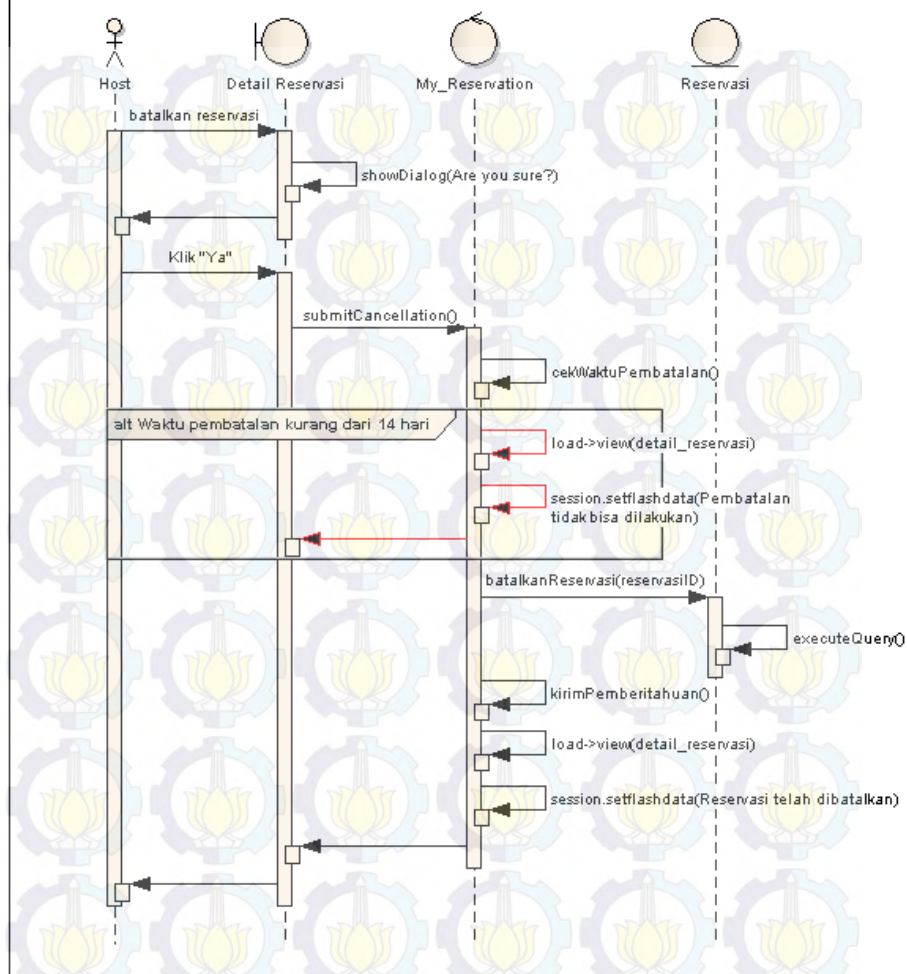 Host
Detail Reservasi
My_Reservation
Reservasi
batalkan reservasi
showDialog(Are you sure?)
Klik "Ya"
submitCancellation()
cekWaktuPembatalan()
alt Waktu pembatalan kurang dari 14 hari
load->view(detail_reservasi)
session.setflashdata(Pembatalan
tidak bisa dilakukan)
batalkanReservasi(reservasiID)
executeQuery()
kirimPemberitahuan()
load->view(detail_reservasi)
session.setflashdata(Reservasi telah dibatalkan)